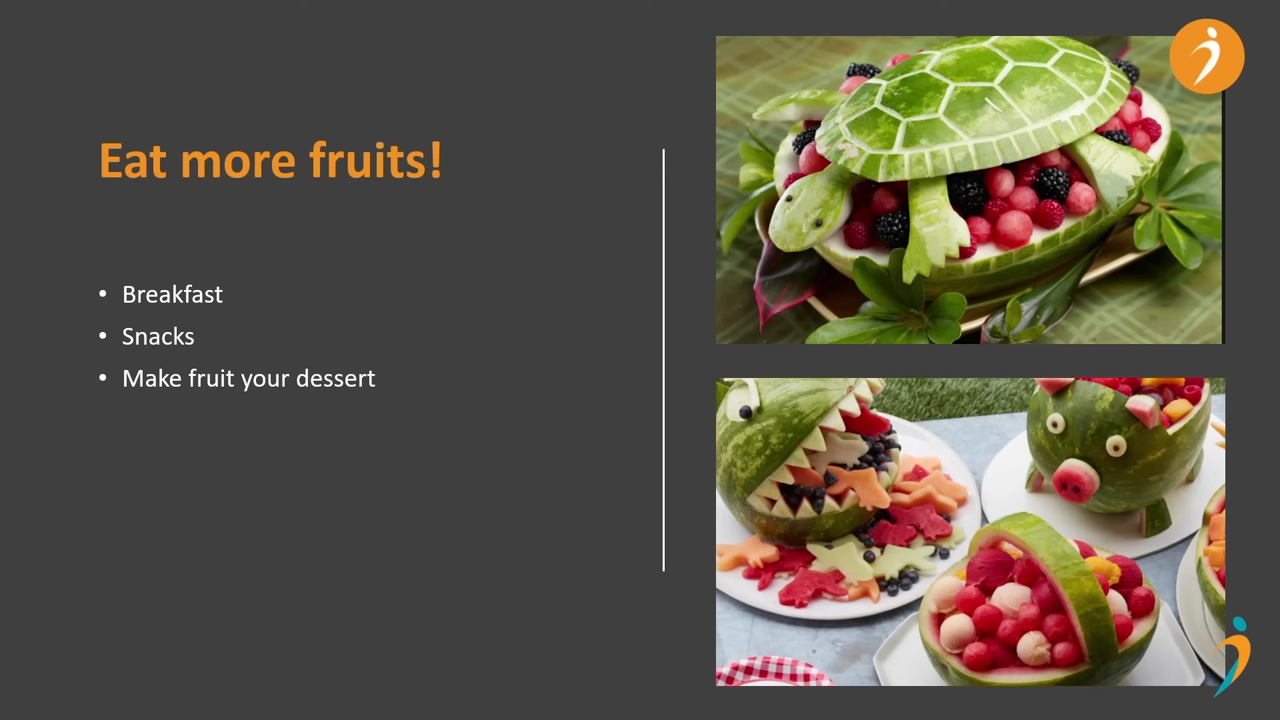 Eat more fruits!
• Breakfast
• Snacks
• Make fruit your dessert